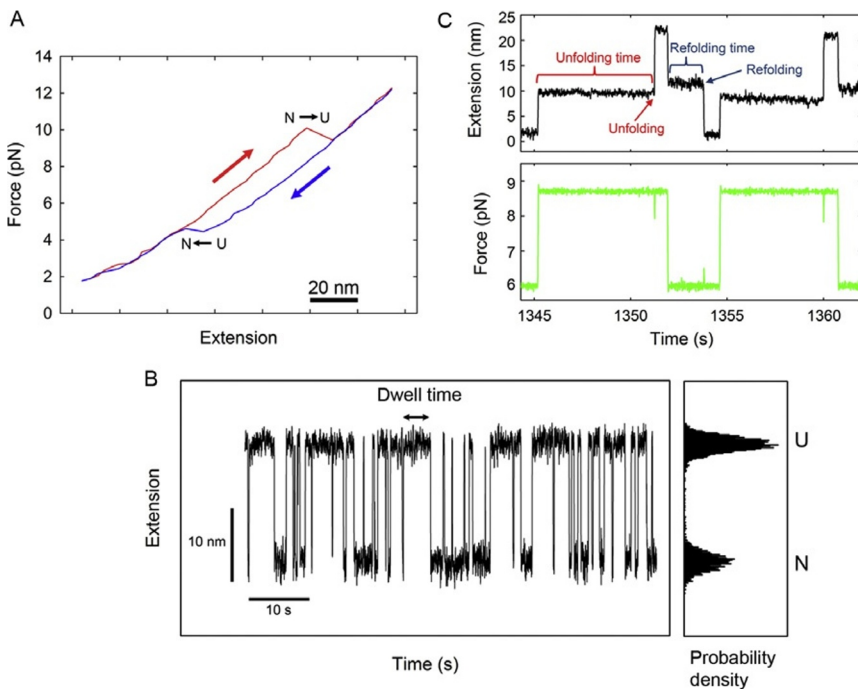 A
Force (pN)
14
12
10
8
6
4
2
0
N → U
N ← U
20 nm
Extension
C
Extension (nm)
25
20
15
10
5
0
Unfolding time
Refolding time
Refolding
Unfolding
Force (pN)
9
8
7
6
1345
1350
1355
1360
Time (s)
B
Dwell time
Extension
10 nm
10 s
Time (s)
U
N
Probability
density